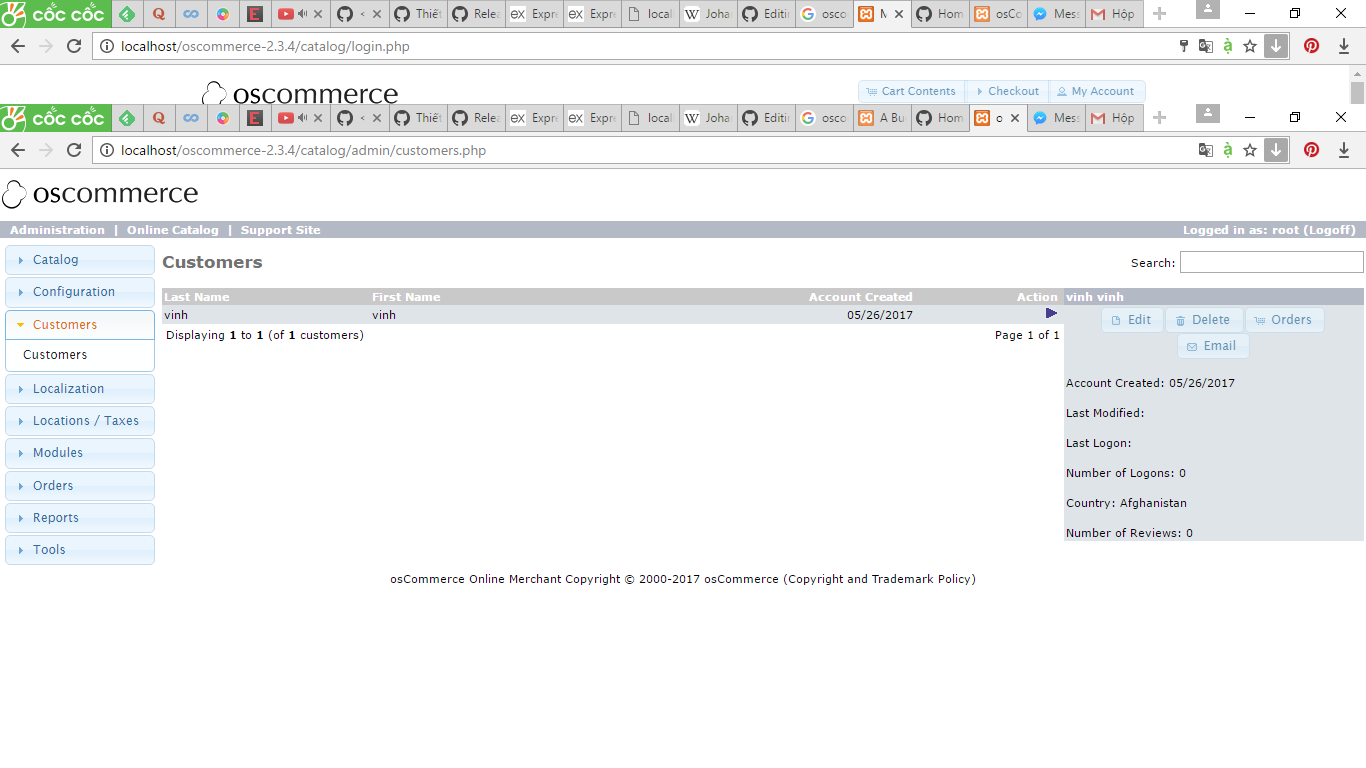 cốc cốc < Thiết Relea Expre Expre local Joha Editir osco M Hom osCo Mess Hộp
localhost/oscommerce-2.3.4/catalog/login.php
oscommerce Cart Contents Checkout My Account
cốc cốc < Thiết Relea Expre Expre local Joha Editir osco A Bu Hom o Mess Hộp
localhost/oscommerce-2.3.4/catalog/admin/customers.php
oscommerce
Administration | Online Catalog | Support Site Logged in as: root (Logoff)
Catalog
Configuration
Customers
Customers
Localization
Locations / Taxes
Modules
Orders
Reports
Tools
Customers
Search:
Last Name First Name Account Created Action
vinh vinh 05/26/2017
Displaying 1 to 1 (of 1 customers) Page 1 of 1
vinh vinh
Edit Delete Orders
Email
Account Created: 05/26/2017
Last Modified:
Last Logon:
Number of Logons: 0
Country: Afghanistan
Number of Reviews: 0
osCommerce Online Merchant Copyright © 2000-2017 osCommerce (Copyright and Trademark Policy)